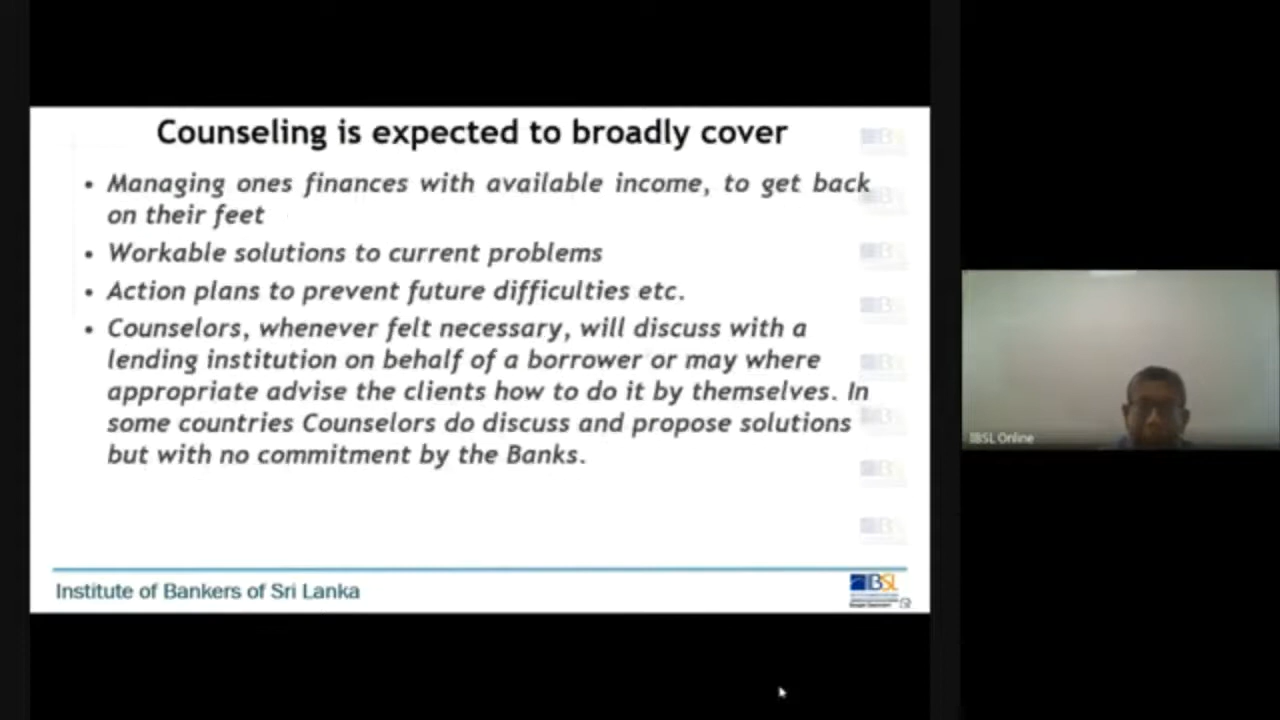 Counseling is expected to broadly cover
• Managing ones finances with available income, to get back
on their feet
• Workable solutions to current problems
• Action plans to prevent future difficulties etc.
• Counselors, whenever felt necessary, will discuss with a
lending institution on behalf of a borrower or may where
appropriate advise the clients how to do it by themselves. In
some countries Counselors do discuss and propose solutions
but with no commitment by the Banks.
Institute of Bankers of Sri Lanka
IBSL
IBSL Online